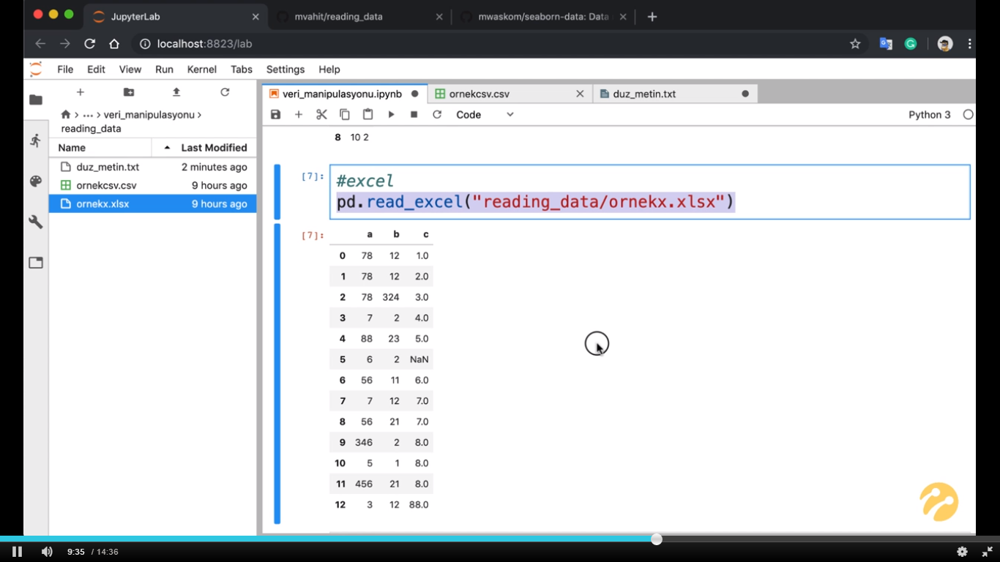 JupyterLab
mvahit/reading_data
mwaskom/seaborn-data: Data
localhost:8823/lab
File Edit View Run Kernel Tabs Settings Help
… > veri_manipulasyonu >
reading_data
Name Last Modified
duz_metin.txt 2 minutes ago
ornekcsv.csv 9 hours ago
ornekx.xlsx 9 hours ago
veri_manipulasyonu.ipynb ornekcsv.csv duz_metin.txt
Code Python 3
8 10 2
[7]: #excel
pd.read_excel("reading_data/ornekx.xlsx")
[7]: a b c
0 78 12 1.0
1 78 12 2.0
2 78 324 3.0
3 7 2 4.0
4 88 23 5.0
5 6 2 NaN
6 56 11 6.0
7 7 12 7.0
8 56 21 7.0
9 346 2 8.0
10 5 1 8.0
11 456 21 8.0
12 3 12 88.0
9:35 / 14:36